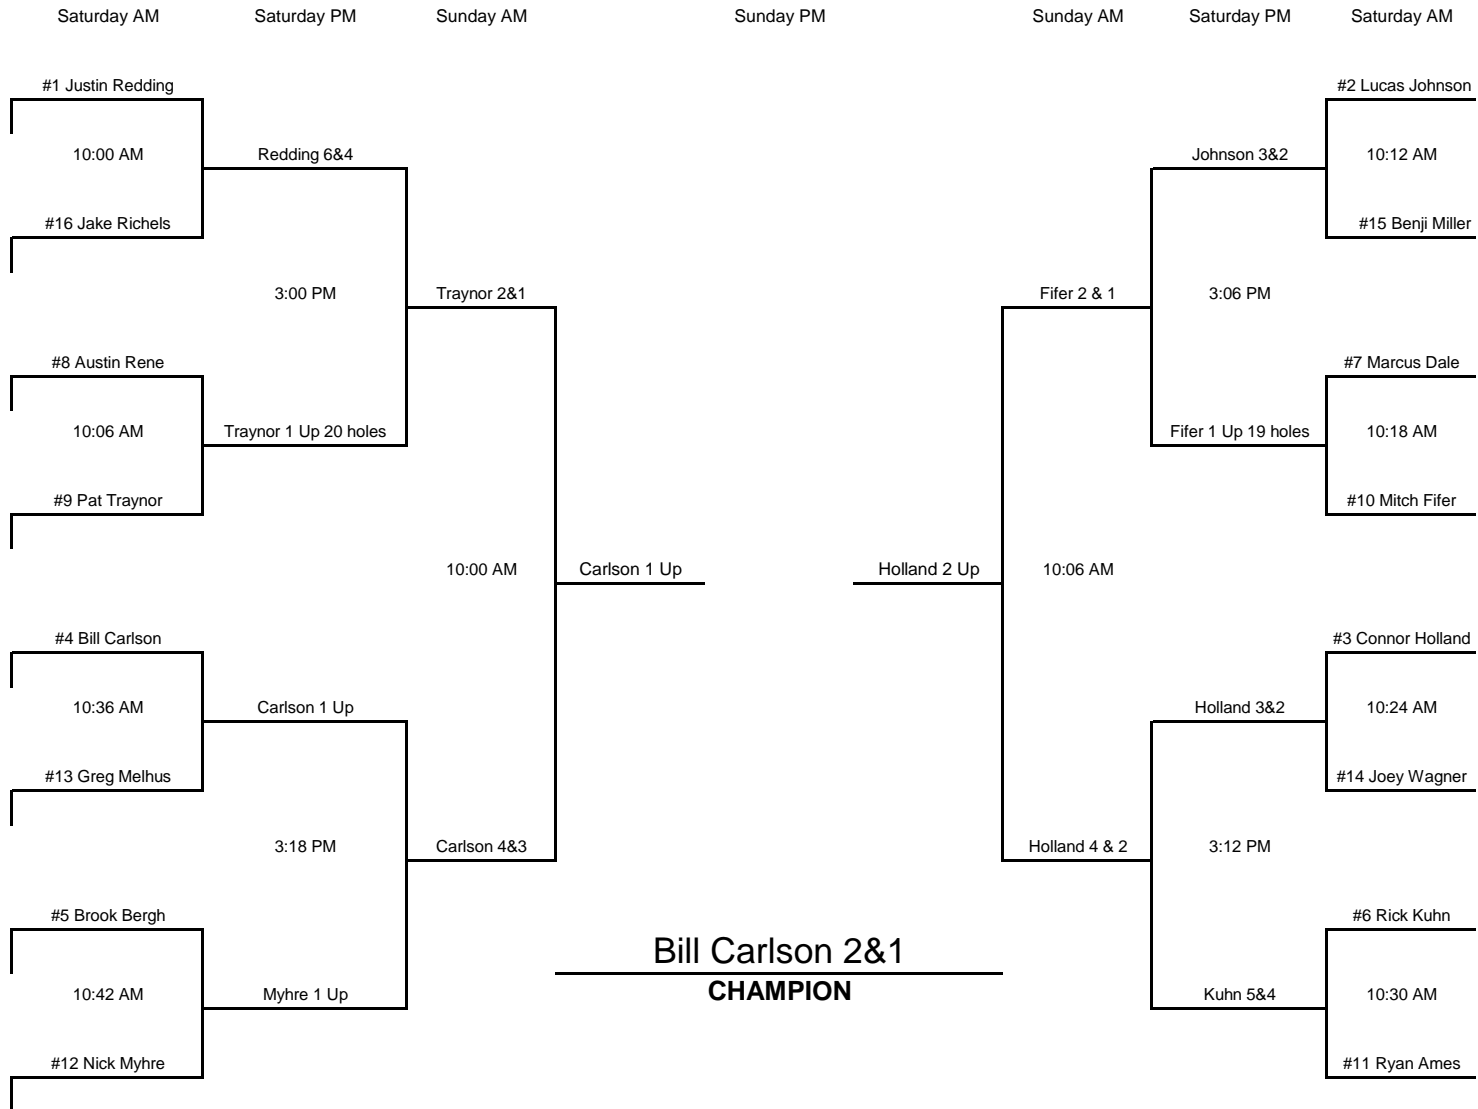 Saturday AM Saturday PM Sunday AM Sunday PM Sunday AM Saturday PM Saturday AM
#1 Justin Redding #2 Lucas Johnson
10:00 AM Redding 6&4 Johnson 3&2 10:12 AM
#16 Jake Richels #15 Benji Miller
3:00 PM Traynor 2&1 Fifer 2 & 1 3:06 PM
#8 Austin Rene #7 Marcus Dale
10:06 AM Traynor 1 Up 20 holes Fifer 1 Up 19 holes 10:18 AM
#9 Pat Traynor #10 Mitch Fifer
10:00 AM Carlson 1 Up Holland 2 Up 10:06 AM
#4 Bill Carlson #3 Connor Holland
10:36 AM Carlson 1 Up Holland 3&2 10:24 AM
#13 Greg Melhus #14 Joey Wagner
3:18 PM Carlson 4&3 Holland 4 & 2 3:12 PM
#5 Brook Bergh #6 Rick Kuhn
Bill Carlson 2&1
CHAMPION
10:42 AM Myhre 1 Up Kuhn 5&4 10:30 AM
#12 Nick Myhre #11 Ryan Ames